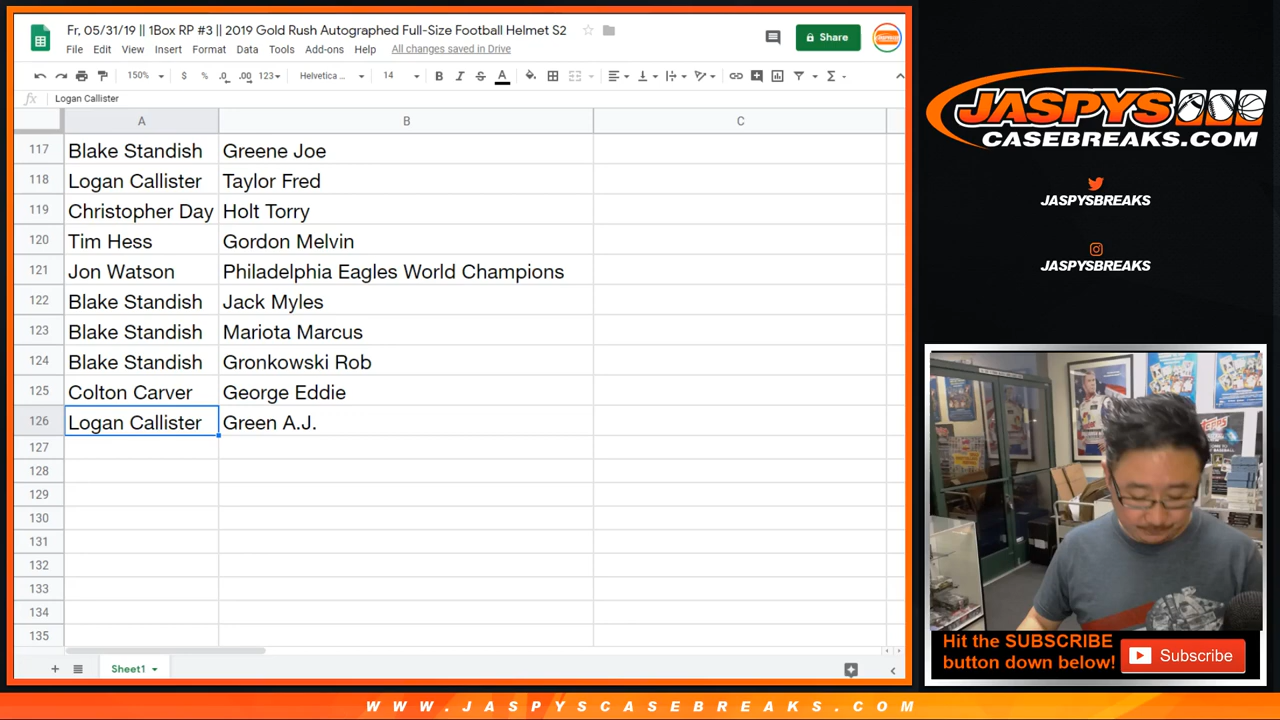 Fr, 05/31/19 || 1Box RP #3 || 2019 Gold Rush Autographed Full-Size Football Helmet S2
File Edit View Insert Format Data Tools Add-ons Help All changes saved in Drive
Share
150% $ % .0 .00 123 Helvetica ... 14 B I S A
fx Logan Callister
A B C
117 Blake Standish Greene Joe
118 Logan Callister Taylor Fred
119 Christopher Day Holt Torry
120 Tim Hess Gordon Melvin
121 Jon Watson Philadelphia Eagles World Champions
122 Blake Standish Jack Myles
123 Blake Standish Mariota Marcus
124 Blake Standish Gronkowski Rob
125 Colton Carver George Eddie
126 Logan Callister Green A.J.
127
128
129
130
131
132
133
134
135
Sheet1
JASPYS
CASEBREAKS.COM
JASPYSBREAKS
JASPYSBREAKS
TOPPS
Hit the SUBSCRIBE
button down below!
Subscribe
WWW.JASPYSCASEBREAKS.COM